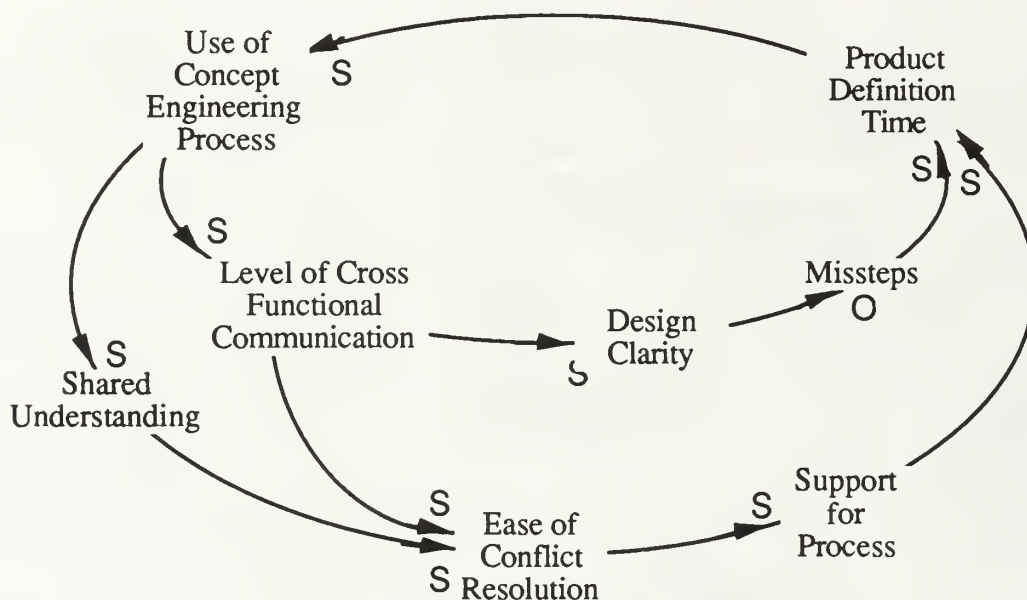 Use of
Concept
Engineering
Process
S
Product
Definition
Time
S
S
S
Level of Cross
Functional
Communication
Missteps
O
Design
Clarity
S
S
Shared
Understanding
S
Ease of
Conflict
Resolution
S
S
Support
for
Process